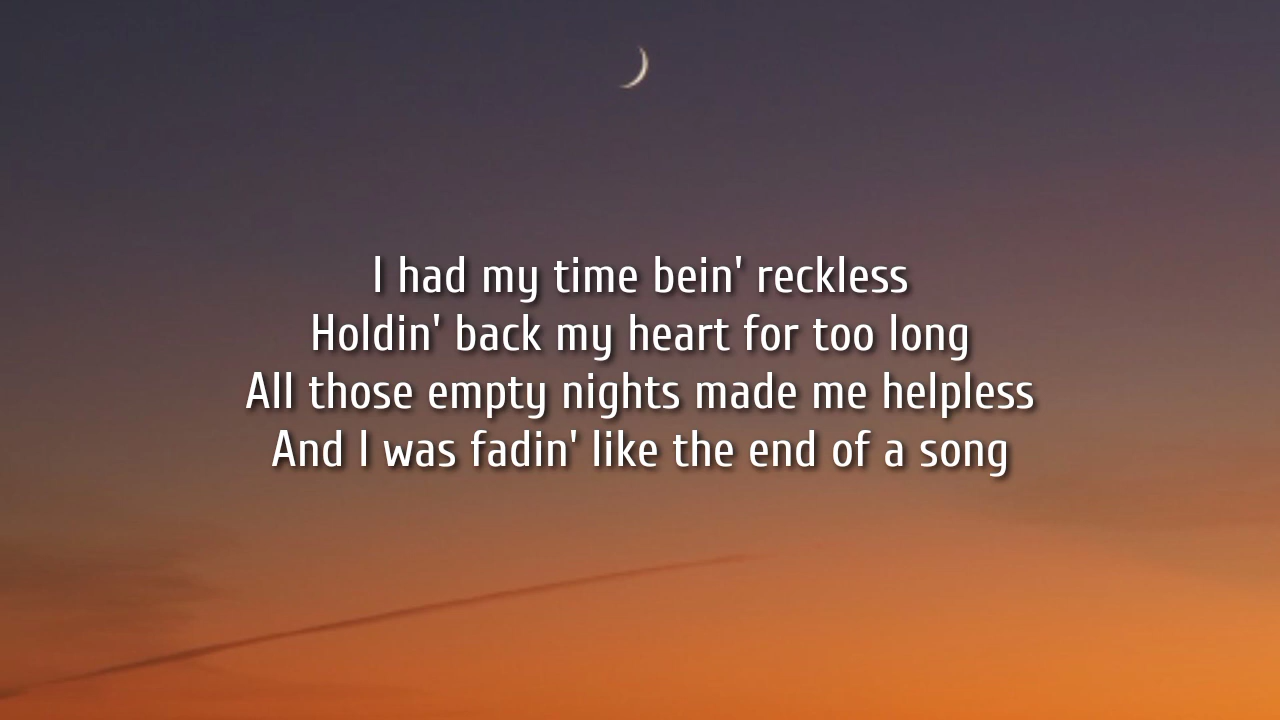 I had my time bein' reckless
Holdin' back my heart for too long
All those empty nights made me helpless
And I was fadin' like the end of a song